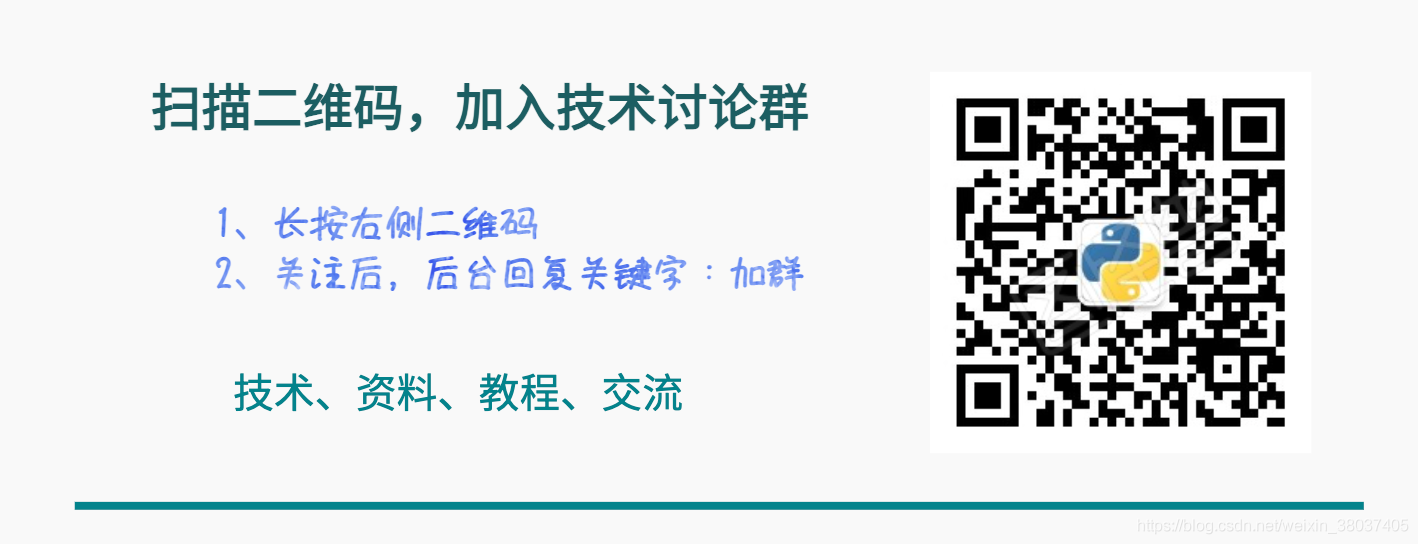 扫描二维码，加入技术讨论群
1、长按右侧二维码
2、关注后，后台回复关键字：加群
技术、资料、教程、交流
https://blog.csdn.net/weixin_38037405